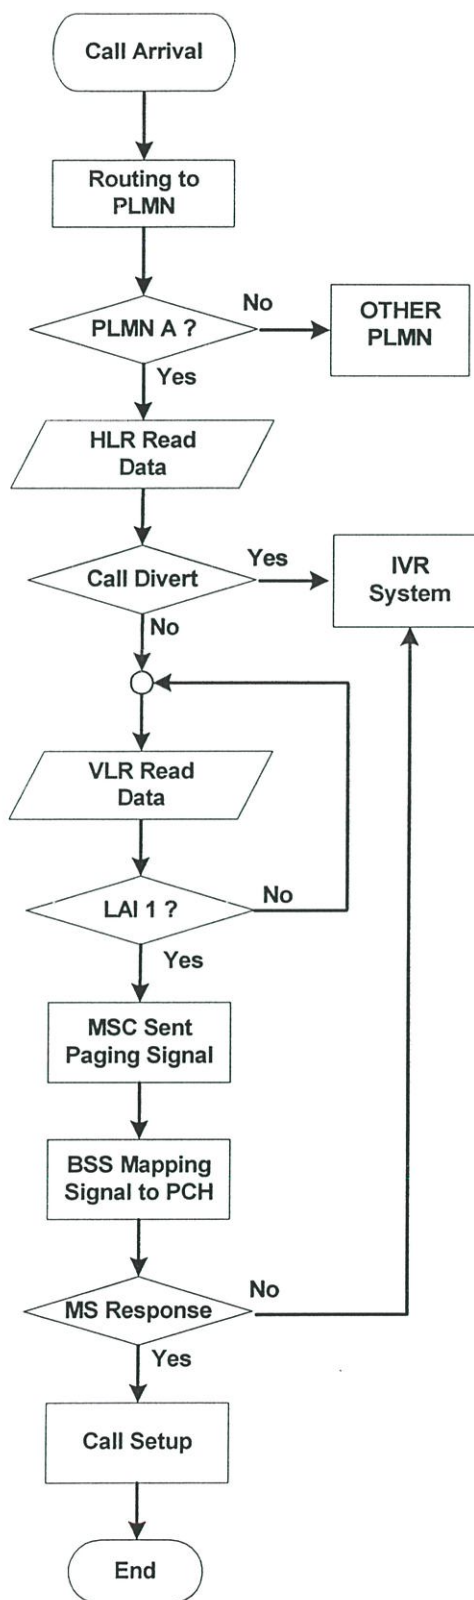 Call Arrival
Routing to
PLMN
PLMN A ?
No
OTHER
PLMN
Yes
HLR Read
Data
Call Divert
Yes
IVR
System
No
VLR Read
Data
LAI 1 ?
No
Yes
MSC Sent
Paging Signal
BSS Mapping
Signal to PCH
MS Response
No
Yes
Call Setup
End